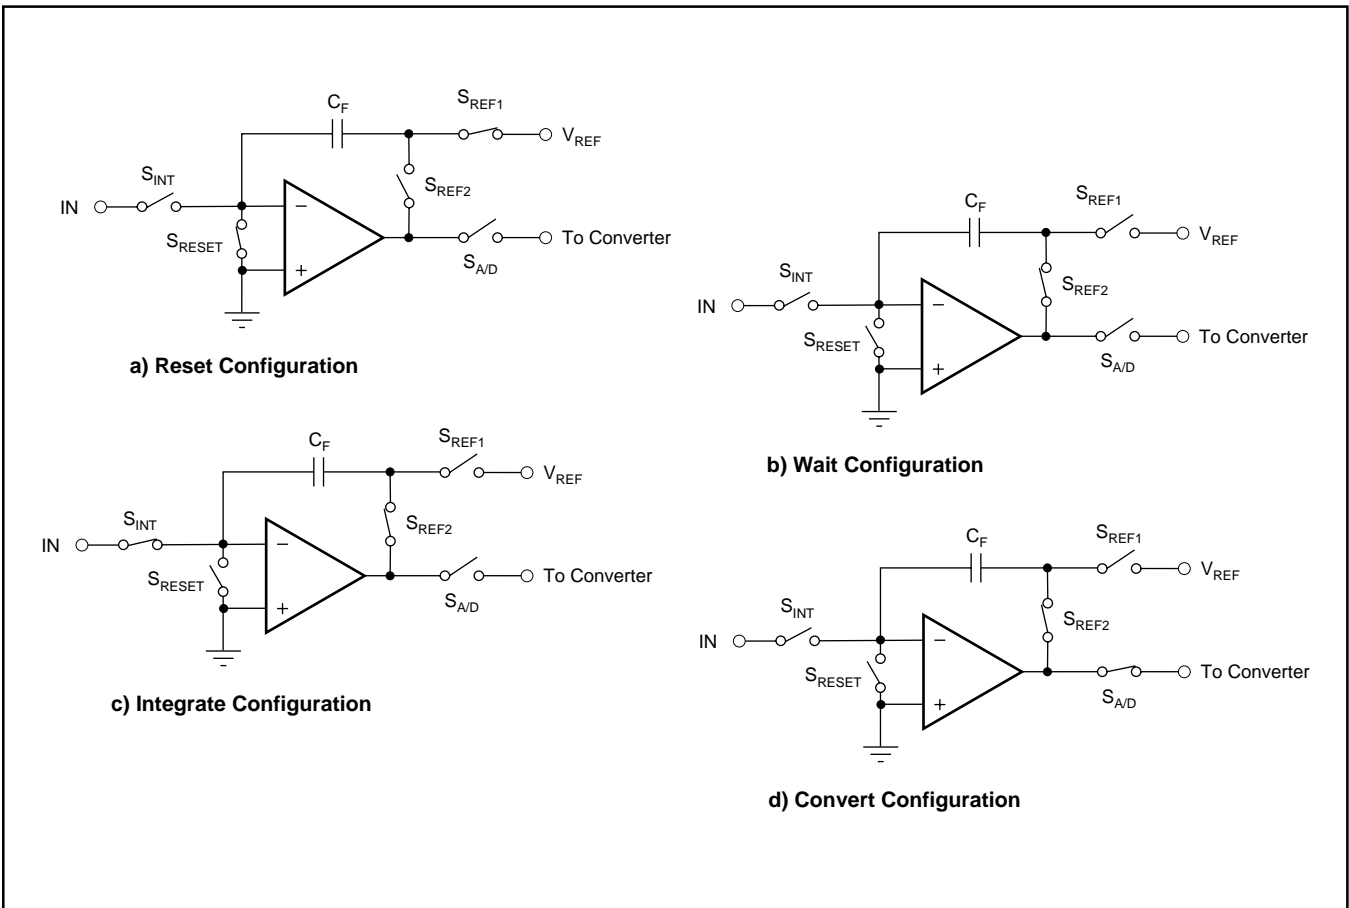 C_F
S_REF1
V_REF
S_INT
S_REF2
IN
−
S_RESET
+
To Converter
S_A/D
a) Reset Configuration
C_F
S_REF1
V_REF
S_INT
S_REF2
IN
−
S_RESET
+
To Converter
S_A/D
b) Wait Configuration
C_F
S_REF1
V_REF
S_INT
S_REF2
IN
−
S_RESET
+
To Converter
S_A/D
c) Integrate Configuration
C_F
S_REF1
V_REF
S_INT
S_REF2
IN
−
S_RESET
+
To Converter
S_A/D
d) Convert Configuration